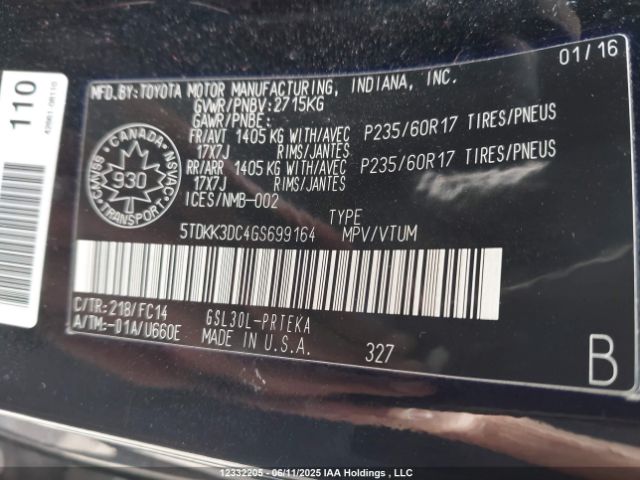 01/16
MFD.BY:TOYOTA MOTOR MANUFACTURING, INDIANA, INC.
GVWR/PNBV:2715KG
GAWR/PNBE:
FR/AVT 1405 KG WITH/AVEC P235/60R17 TIRES/PNEUS
17X7J RIMS/JANTES
RR/ARR 1405 KG WITH/AVEC P235/60R17 TIRES/PNEUS
17X7J RIMS/JANTES
ICES/NMB-002
CANADA
CMVSS NSVAC
930
TRANSPORT
TYPE
5TDKK3DC4GS699164 MPV/VTUM
C/TR:218/FC14 GSL30L-PRTEKA
A/TM:-01A/U660E MADE IN U.S.A. 327
B
110
12332205 - 06/11/2025 IAA Holdings , LLC